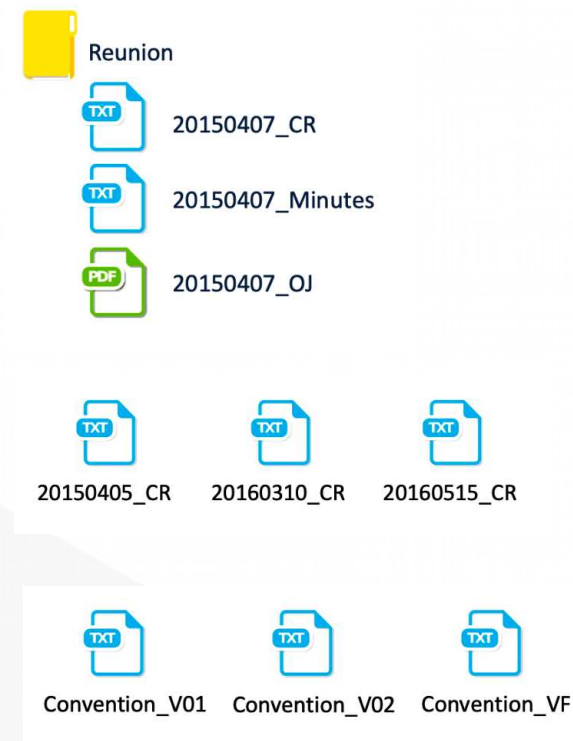 Reunion
TXT
20150407_CR
TXT
20150407_Minutes
PDF
20150407_OJ
TXT TXT TXT
20150405_CR 20160310_CR 20160515_CR
TXT TXT TXT
Convention_V01 Convention_V02 Convention_VF